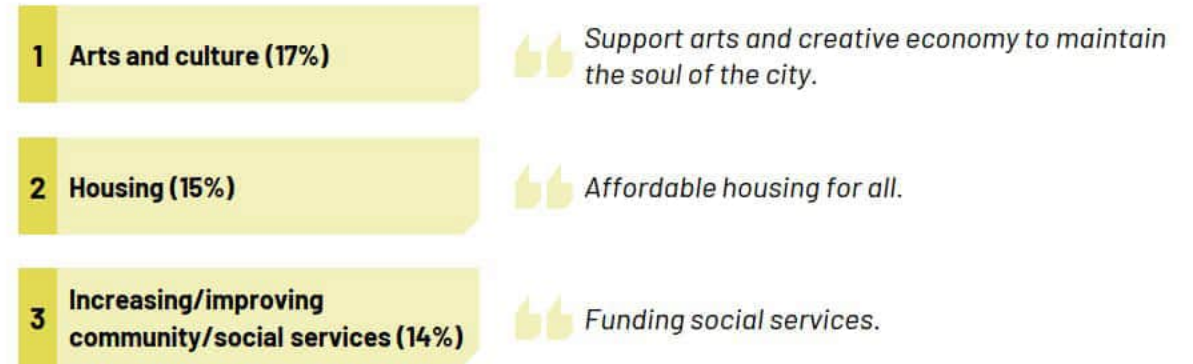 1 Arts and culture (17%)
Support arts and creative economy to maintain
the soul of the city.
2 Housing (15%)
Affordable housing for all.
3 Increasing/improving
community/social services (14%)
Funding social services.